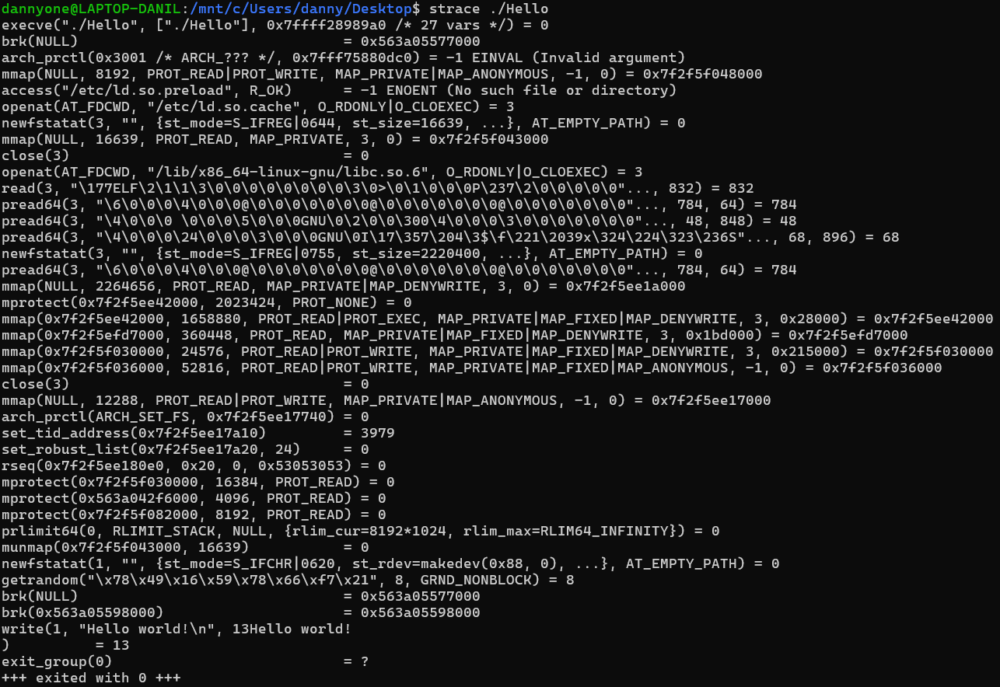 dannyone@LAPTOP-DANIL:/mnt/c/Users/danny/Desktop$ strace ./Hello
execve("./Hello", ["./Hello"], 0x7ffff28989a0 /* 27 vars */) = 0
brk(NULL)                               = 0x563a05577000
arch_prctl(0x3001 /* ARCH_??? */, 0x7fff75880dc0) = -1 EINVAL (Invalid argument)
mmap(NULL, 8192, PROT_READ|PROT_WRITE, MAP_PRIVATE|MAP_ANONYMOUS, -1, 0) = 0x7f2f5f048000
access("/etc/ld.so.preload", R_OK)      = -1 ENOENT (No such file or directory)
openat(AT_FDCWD, "/etc/ld.so.cache", O_RDONLY|O_CLOEXEC) = 3
newfstatat(3, "", {st_mode=S_IFREG|0644, st_size=16639, ...}, AT_EMPTY_PATH) = 0
mmap(NULL, 16639, PROT_READ, MAP_PRIVATE, 3, 0) = 0x7f2f5f043000
close(3)                                = 0
openat(AT_FDCWD, "/lib/x86_64-linux-gnu/libc.so.6", O_RDONLY|O_CLOEXEC) = 3
read(3, "\177ELF\2\1\1\3\0\0\0\0\0\0\0\0\3\0>\0\1\0\0\0P\237\2\0\0\0\0\0"..., 832) = 832
pread64(3, "\6\0\0\0\4\0\0\0@\0\0\0\0\0\0\0@\0\0\0\0\0\0\0@\0\0\0\0\0\0\0"..., 784, 64) = 784
pread64(3, "\4\0\0\0 \0\0\0\5\0\0\0GNU\0\2\0\0\300\4\0\0\0\3\0\0\0\0\0\0\0"..., 48, 848) = 48
pread64(3, "\4\0\0\0\24\0\0\0\3\0\0\0GNU\0I\17\357\204\3$\f\221\2039x\324\224\323\236S"..., 68, 896) = 68
newfstatat(3, "", {st_mode=S_IFREG|0755, st_size=2220400, ...}, AT_EMPTY_PATH) = 0
pread64(3, "\6\0\0\0\4\0\0\0@\0\0\0\0\0\0\0@\0\0\0\0\0\0\0@\0\0\0\0\0\0\0"..., 784, 64) = 784
mmap(NULL, 2264656, PROT_READ, MAP_PRIVATE|MAP_DENYWRITE, 3, 0) = 0x7f2f5ee1a000
mprotect(0x7f2f5ee42000, 2023424, PROT_NONE) = 0
mmap(0x7f2f5ee42000, 1658880, PROT_READ|PROT_EXEC, MAP_PRIVATE|MAP_FIXED|MAP_DENYWRITE, 3, 0x28000) = 0x7f2f5ee42000
mmap(0x7f2f5efd7000, 360448, PROT_READ, MAP_PRIVATE|MAP_FIXED|MAP_DENYWRITE, 3, 0x1bd000) = 0x7f2f5efd7000
mmap(0x7f2f5f030000, 24576, PROT_READ|PROT_WRITE, MAP_PRIVATE|MAP_FIXED|MAP_DENYWRITE, 3, 0x215000) = 0x7f2f5f030000
mmap(0x7f2f5f036000, 52816, PROT_READ|PROT_WRITE, MAP_PRIVATE|MAP_FIXED|MAP_ANONYMOUS, -1, 0) = 0x7f2f5f036000
close(3)                                = 0
mmap(NULL, 12288, PROT_READ|PROT_WRITE, MAP_PRIVATE|MAP_ANONYMOUS, -1, 0) = 0x7f2f5ee17000
arch_prctl(ARCH_SET_FS, 0x7f2f5ee17740) = 0
set_tid_address(0x7f2f5ee17a10)         = 3979
set_robust_list(0x7f2f5ee17a20, 24)     = 0
rseq(0x7f2f5ee180e0, 0x20, 0, 0x53053053) = 0
mprotect(0x7f2f5f030000, 16384, PROT_READ) = 0
mprotect(0x563a042f6000, 4096, PROT_READ) = 0
mprotect(0x7f2f5f082000, 8192, PROT_READ) = 0
prlimit64(0, RLIMIT_STACK, NULL, {rlim_cur=8192*1024, rlim_max=RLIM64_INFINITY}) = 0
munmap(0x7f2f5f043000, 16639)           = 0
newfstatat(1, "", {st_mode=S_IFCHR|0620, st_rdev=makedev(0x88, 0), ...}, AT_EMPTY_PATH) = 0
getrandom("\x78\x49\x16\x59\x78\x66\xf7\x21", 8, GRND_NONBLOCK) = 8
brk(NULL)                               = 0x563a05577000
brk(0x563a05598000)                     = 0x563a05598000
write(1, "Hello world!\n", 13Hello world!
)          = 13
exit_group(0)                           = ?
+++ exited with 0 +++